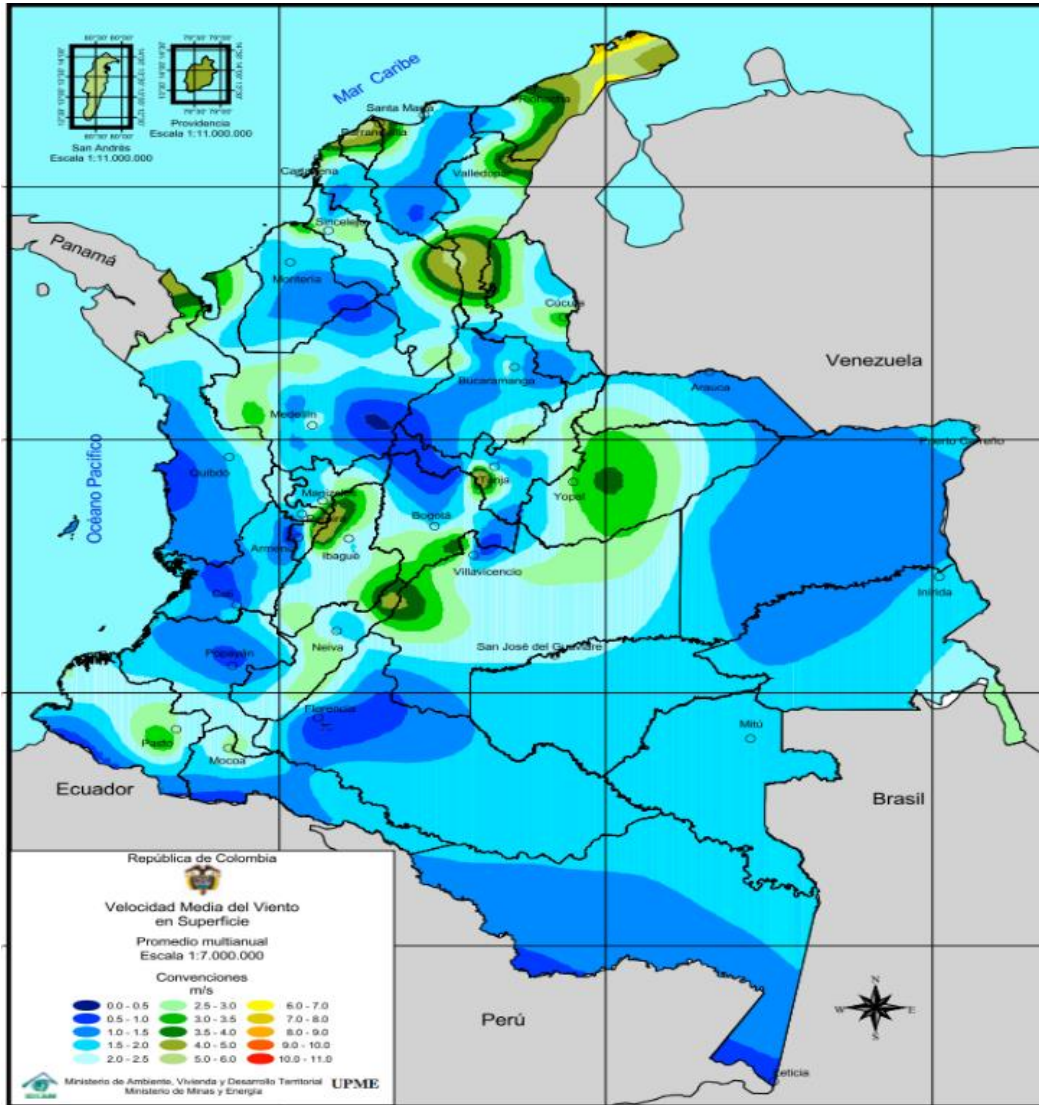 Mar Caribe
San Andrés
Escala 1:11.000.000
Providencia
Escala 1:11.000.000
Santa Marta
Riohacha
Barranquilla
Cartagena
Valledupar
Sincelejo
Panamá
Montería
Cúcuta
Venezuela
Bucaramanga
Arauca
Medellín
Puerto Carreño
Océano Pacífico
Quibdó
Tunja
Yopal
Manizales
Bogotá
Armenia
Ibagué
Villavicencio
Inírida
Cali
Neiva
San José del Guaviare
Popayán
Florencia
Mitú
Pasto
Mocoa
Ecuador
Brasil
República de Colombia
Velocidad Media del Viento
en Superficie
Promedio multianual
Escala 1:7.000.000
Convenciones
m/s
0.0 - 0.5 2.5 - 3.0 6.0 - 7.0
0.5 - 1.0 3.0 - 3.5 7.0 - 8.0
1.0 - 1.5 3.5 - 4.0 8.0 - 9.0
1.5 - 2.0 4.0 - 5.0 9.0 - 10.0
2.0 - 2.5 5.0 - 6.0 10.0 - 11.0
Ministerio de Ambiente, Vivienda y Desarrollo Territorial
Ministerio de Minas y Energía
UPME
Perú
N
W E
S
Leticia